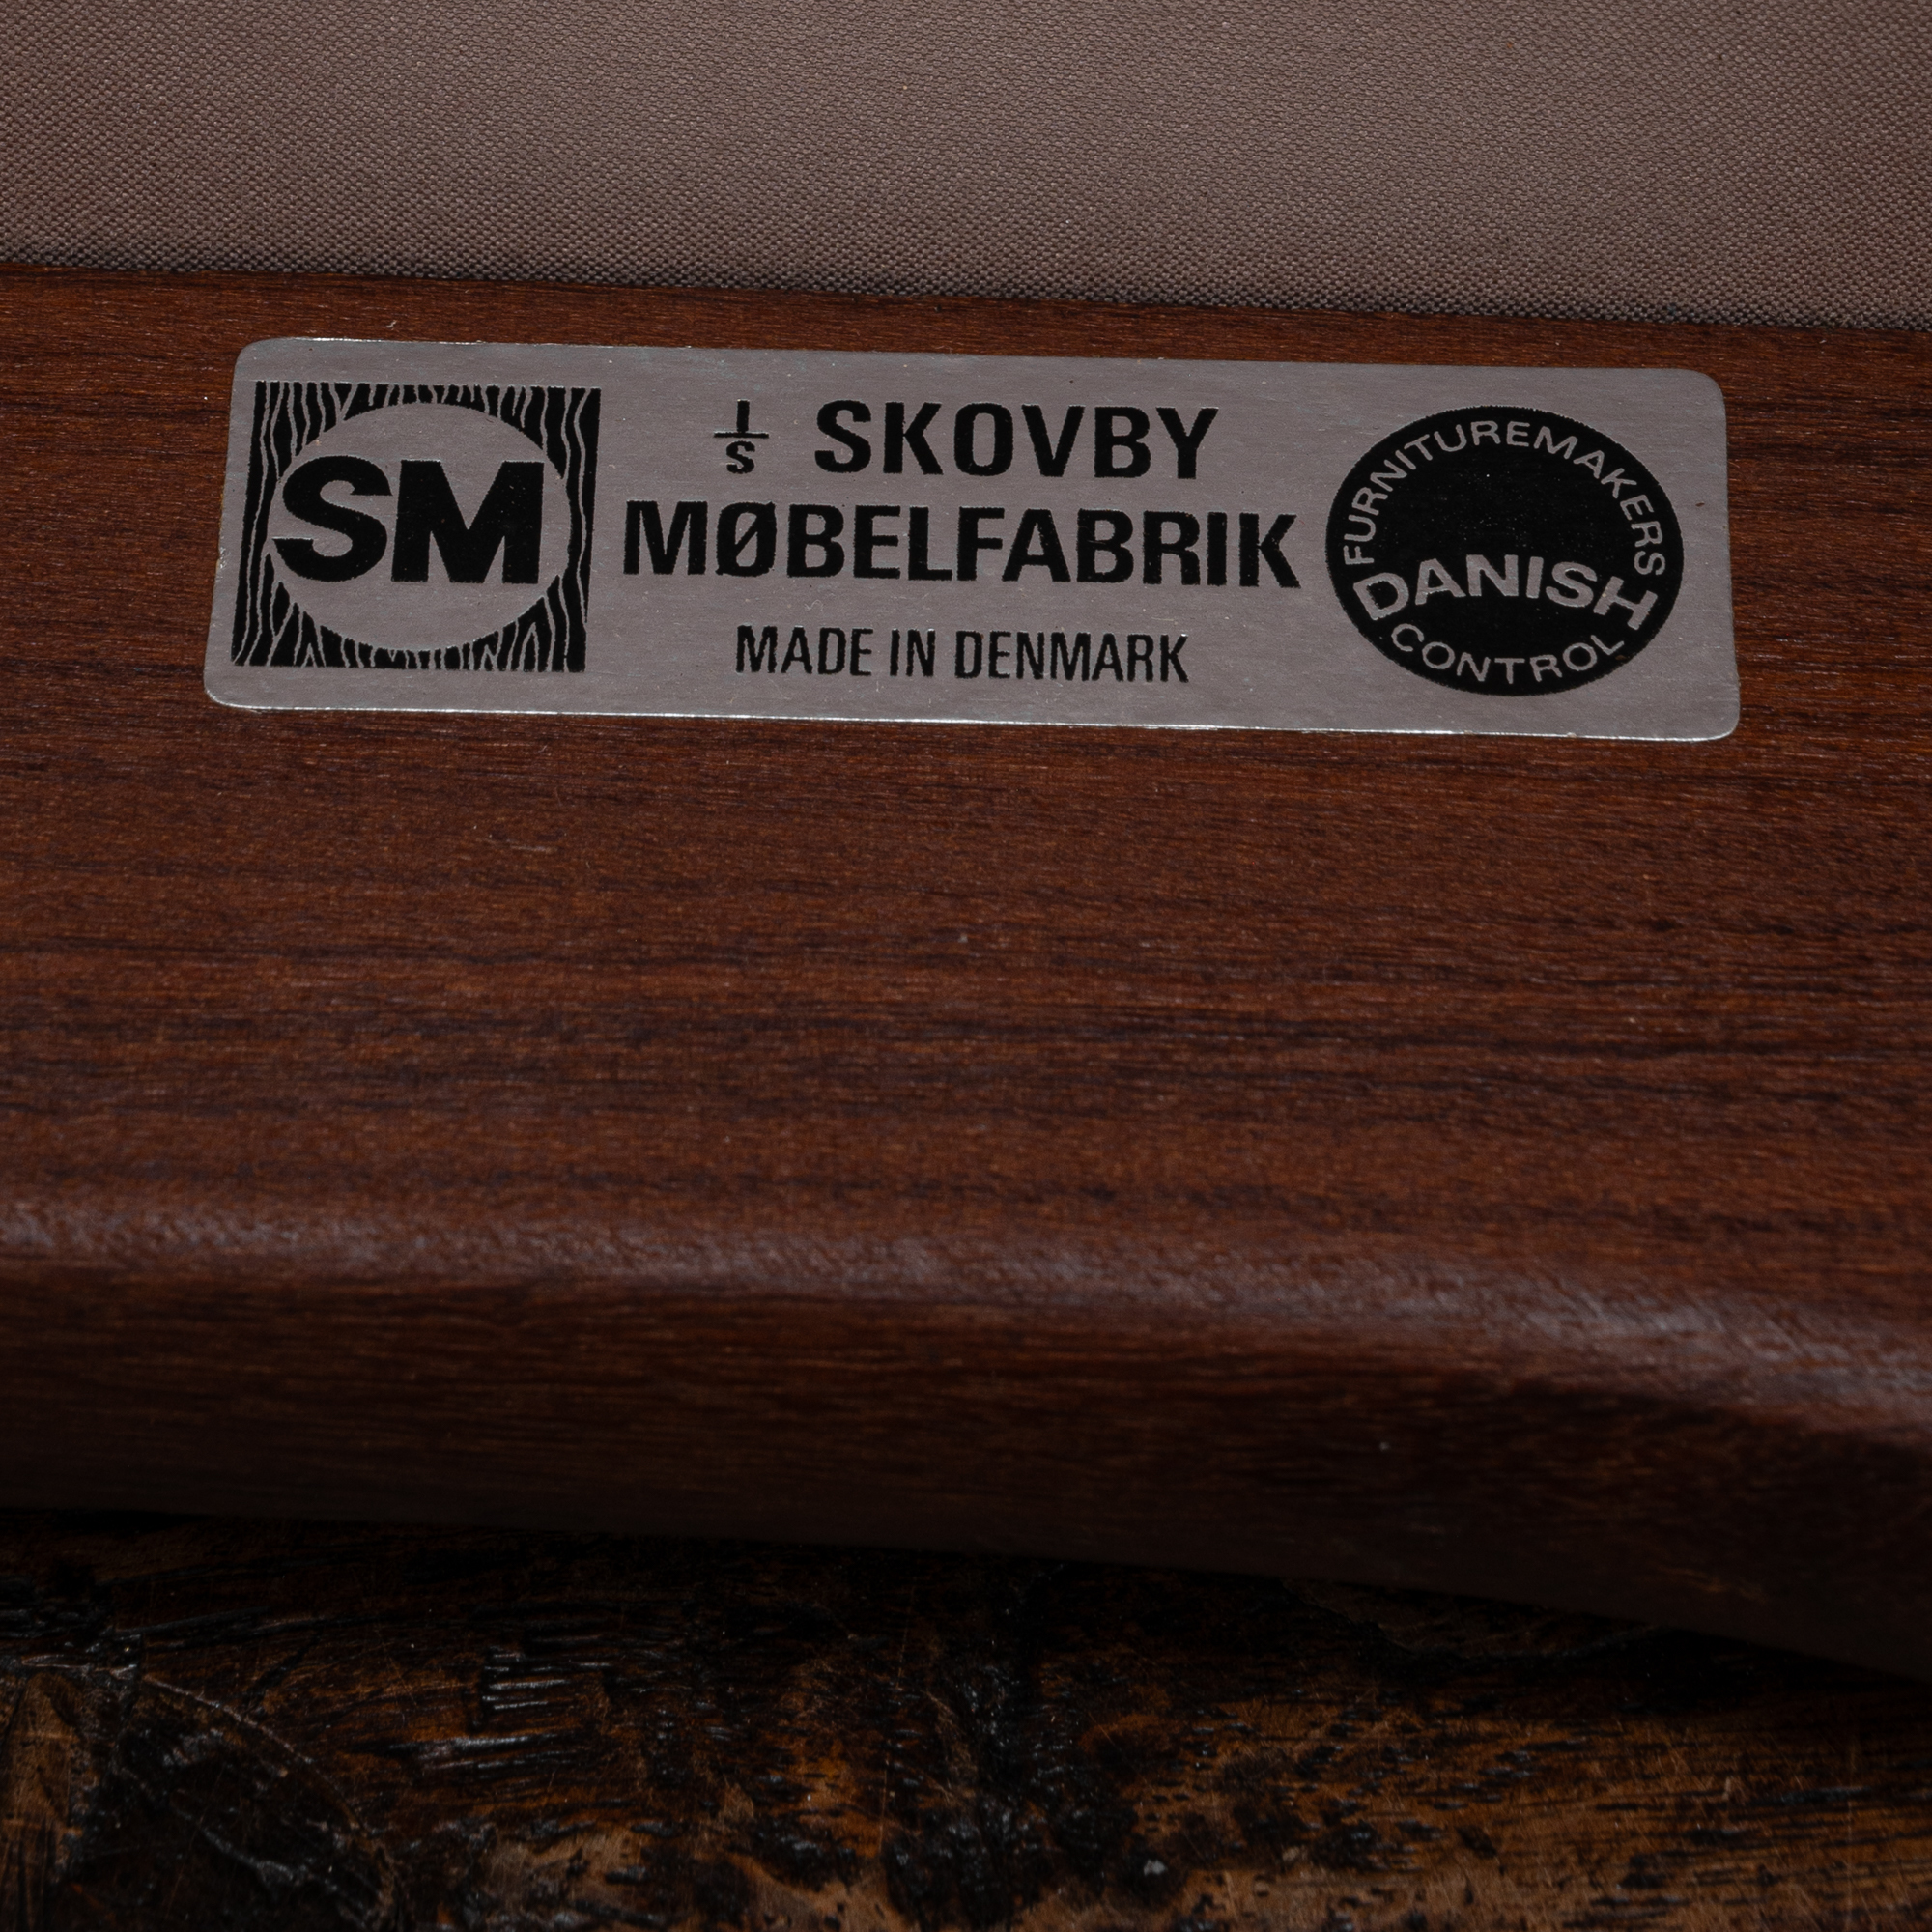 SM
I/S SKOVBY
MØBELFABRIK
MADE IN DENMARK
FURNITUREMAKERS
DANISH
CONTROL